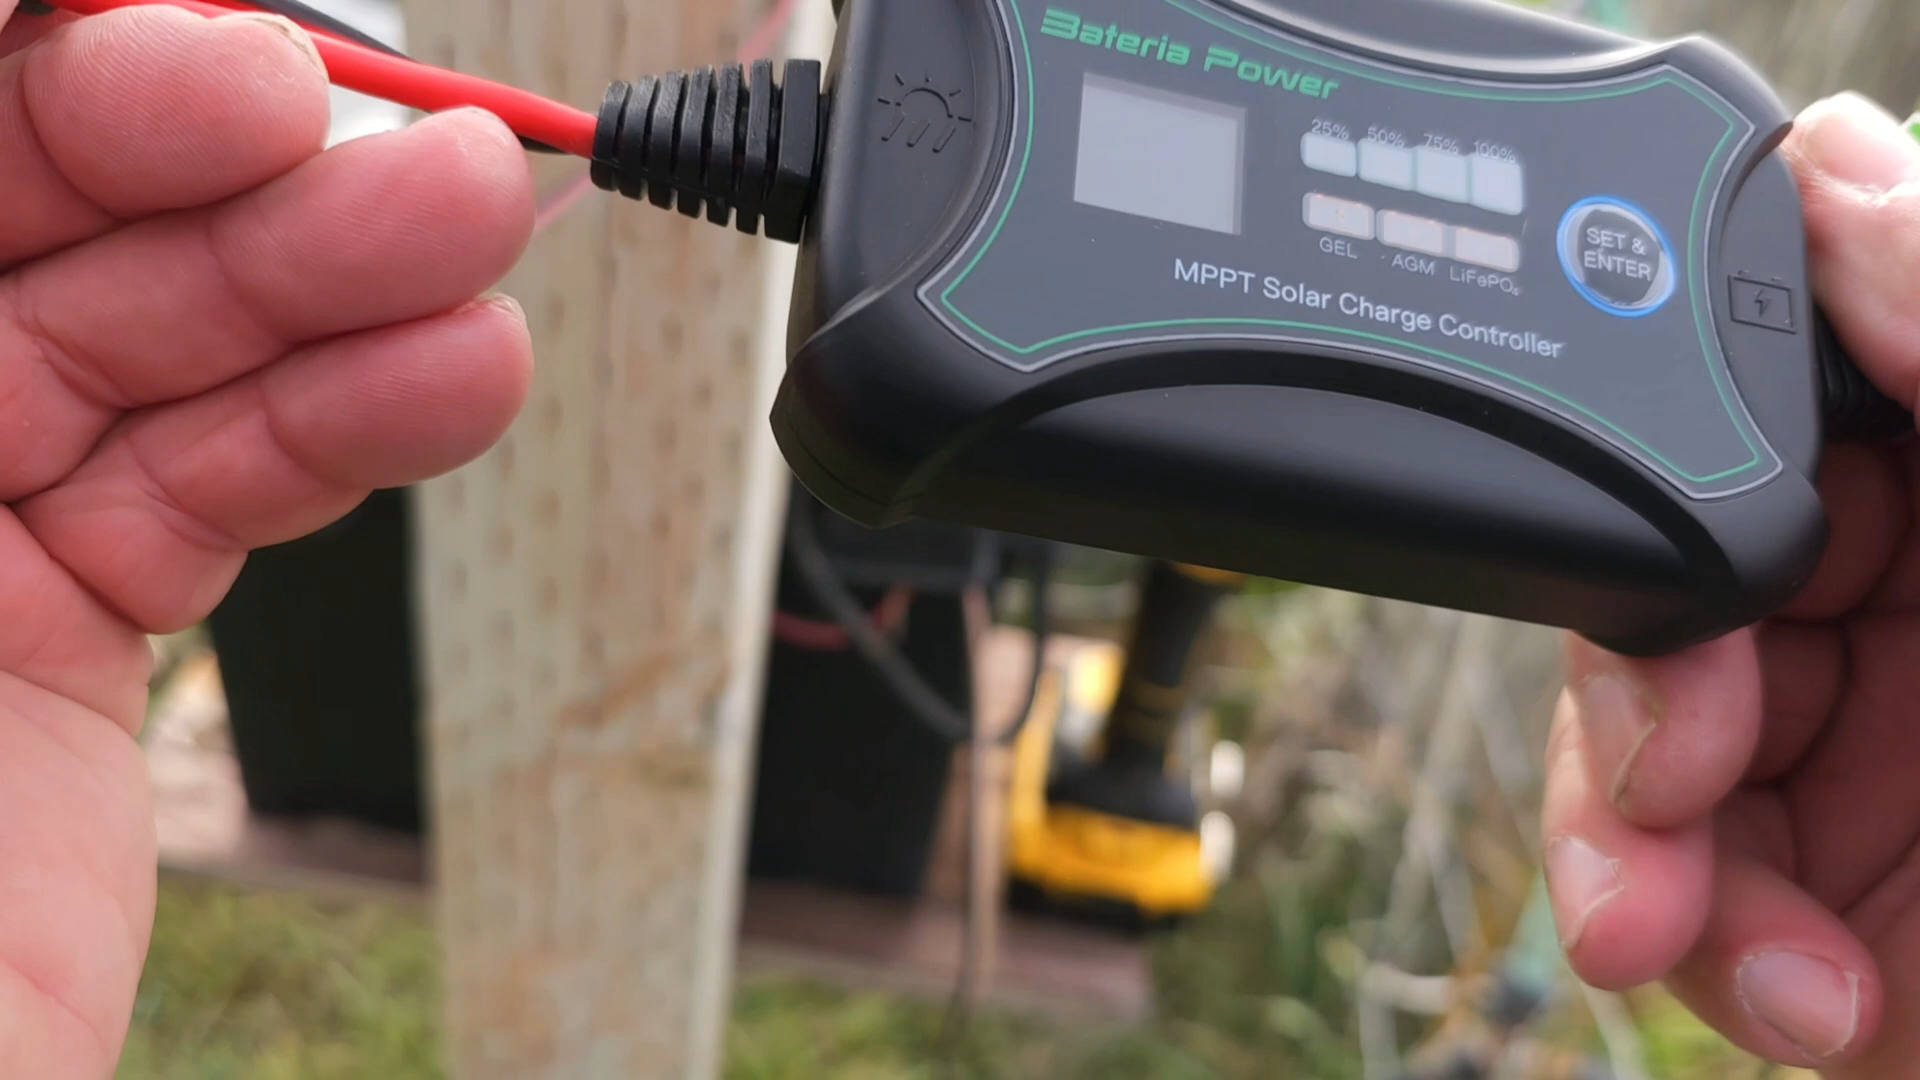 Bateria Power
25% 50% 75% 100%
GEL AGM LiFePO₄
SET &
ENTER
MPPT Solar Charge Controller